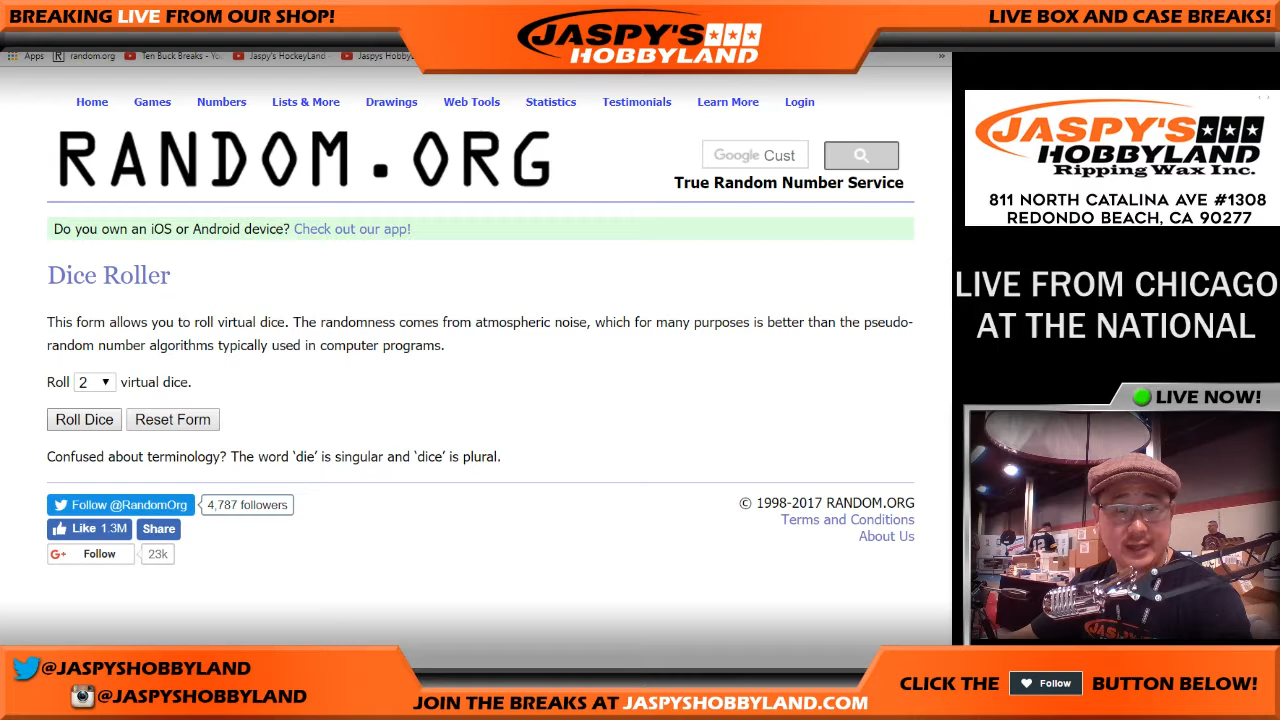 BREAKING LIVE FROM OUR SHOP!
JASPY'S
HOBBYLAND
LIVE BOX AND CASE BREAKS!
Apps
random.org
Ten Buck Breaks - Yo
Jaspy's HockeyLand -
Jaspys Hobby
»
Home Games Numbers Lists & More Drawings Web Tools Statistics Testimonials Learn More Login
RANDOM.ORG
Google Cust
True Random Number Service
Do you own an iOS or Android device? Check out our app!
Dice Roller
This form allows you to roll virtual dice. The randomness comes from atmospheric noise, which for many purposes is better than the pseudo-
random number algorithms typically used in computer programs.
Roll 2 virtual dice.
Roll Dice Reset Form
Confused about terminology? The word ‘die’ is singular and ‘dice’ is plural.
Follow @RandomOrg 4,787 followers
Like 1.3M Share
G+ Follow 23k
© 1998-2017 RANDOM.ORG
Terms and Conditions
About Us
JASPY'S
HOBBYLAND
Ripping Wax Inc.
811 NORTH CATALINA AVE #1308
REDONDO BEACH, CA 90277
LIVE FROM CHICAGO
AT THE NATIONAL
LIVE NOW!
12
@JASPYSHOBBYLAND
@JASPYSHOBBYLAND
JOIN THE BREAKS AT JASPYSHOBBYLAND.COM
CLICK THE Follow BUTTON BELOW!